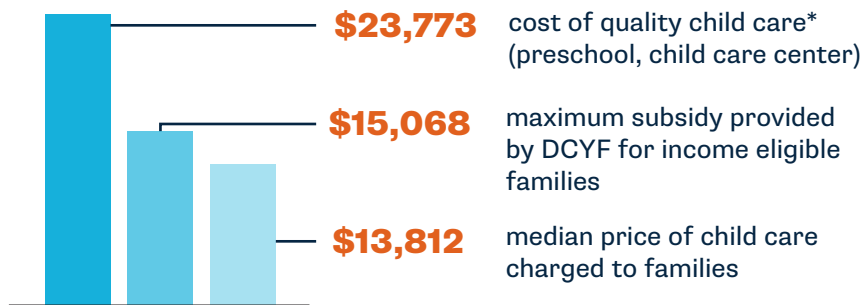 $23,773 cost of quality child care*
(preschool, child care center)
$15,068 maximum subsidy provided
by DCYF for income eligible
families
$13,812 median price of child care
charged to families